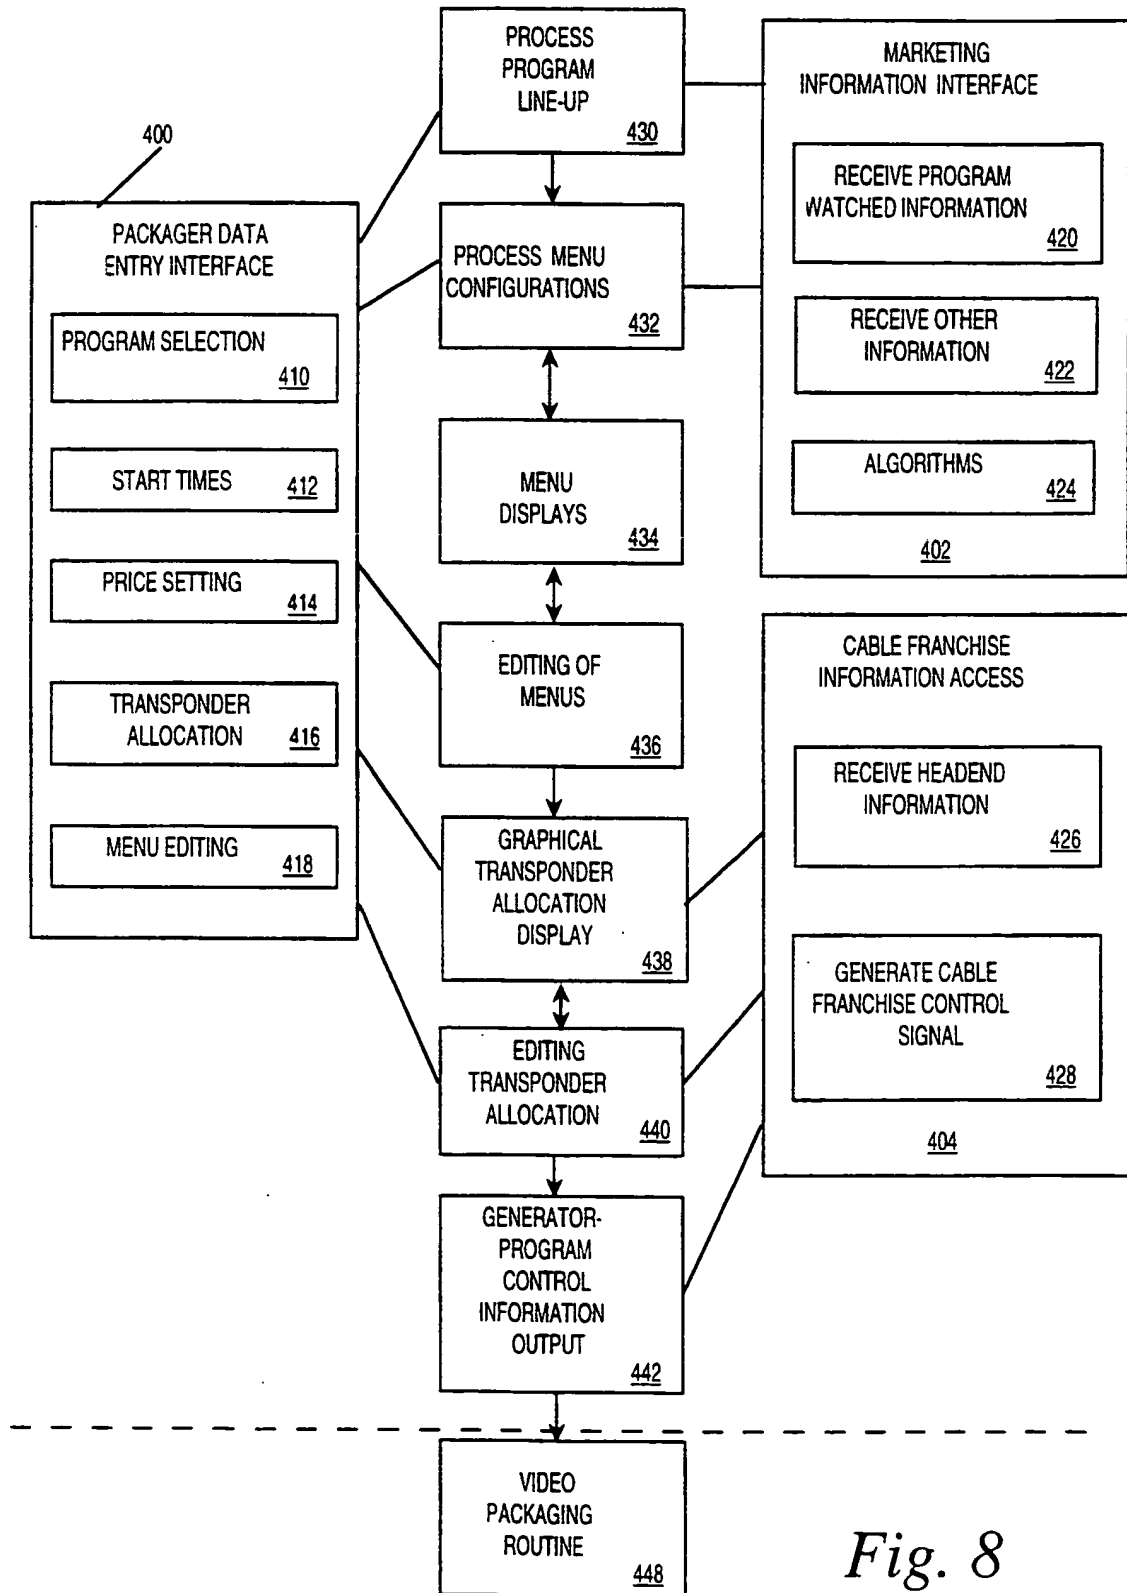 400
PACKAGER DATA
ENTRY INTERFACE
PROGRAM SELECTION
410
START TIMES
412
PRICE SETTING
414
TRANSPONDER
ALLOCATION
416
MENU EDITING
418
PROCESS
PROGRAM
LINE-UP
430
PROCESS MENU
CONFIGURATIONS
432
MENU
DISPLAYS
434
EDITING OF
MENUS
436
GRAPHICAL
TRANSPONDER
ALLOCATION
DISPLAY
438
EDITING
TRANSPONDER
ALLOCATION
440
GENERATOR-
PROGRAM
CONTROL
INFORMATION
OUTPUT
442
VIDEO
PACKAGING
ROUTINE
448
MARKETING
INFORMATION INTERFACE
RECEIVE PROGRAM
WATCHED INFORMATION
420
RECEIVE OTHER
INFORMATION
422
ALGORITHMS
424
402
CABLE FRANCHISE
INFORMATION ACCESS
RECEIVE HEADEND
INFORMATION
426
GENERATE CABLE
FRANCHISE CONTROL
SIGNAL
428
404
Fig. 8